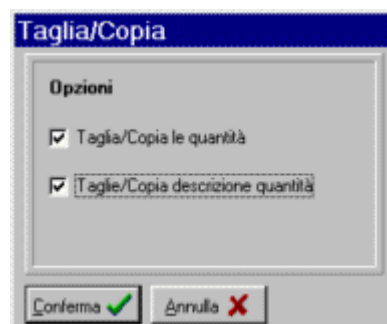 Taglia/Copia
Opzioni
Taglia/Copia le quantità
Taglie/Copia descrizione quantità
Conferma
Annulla